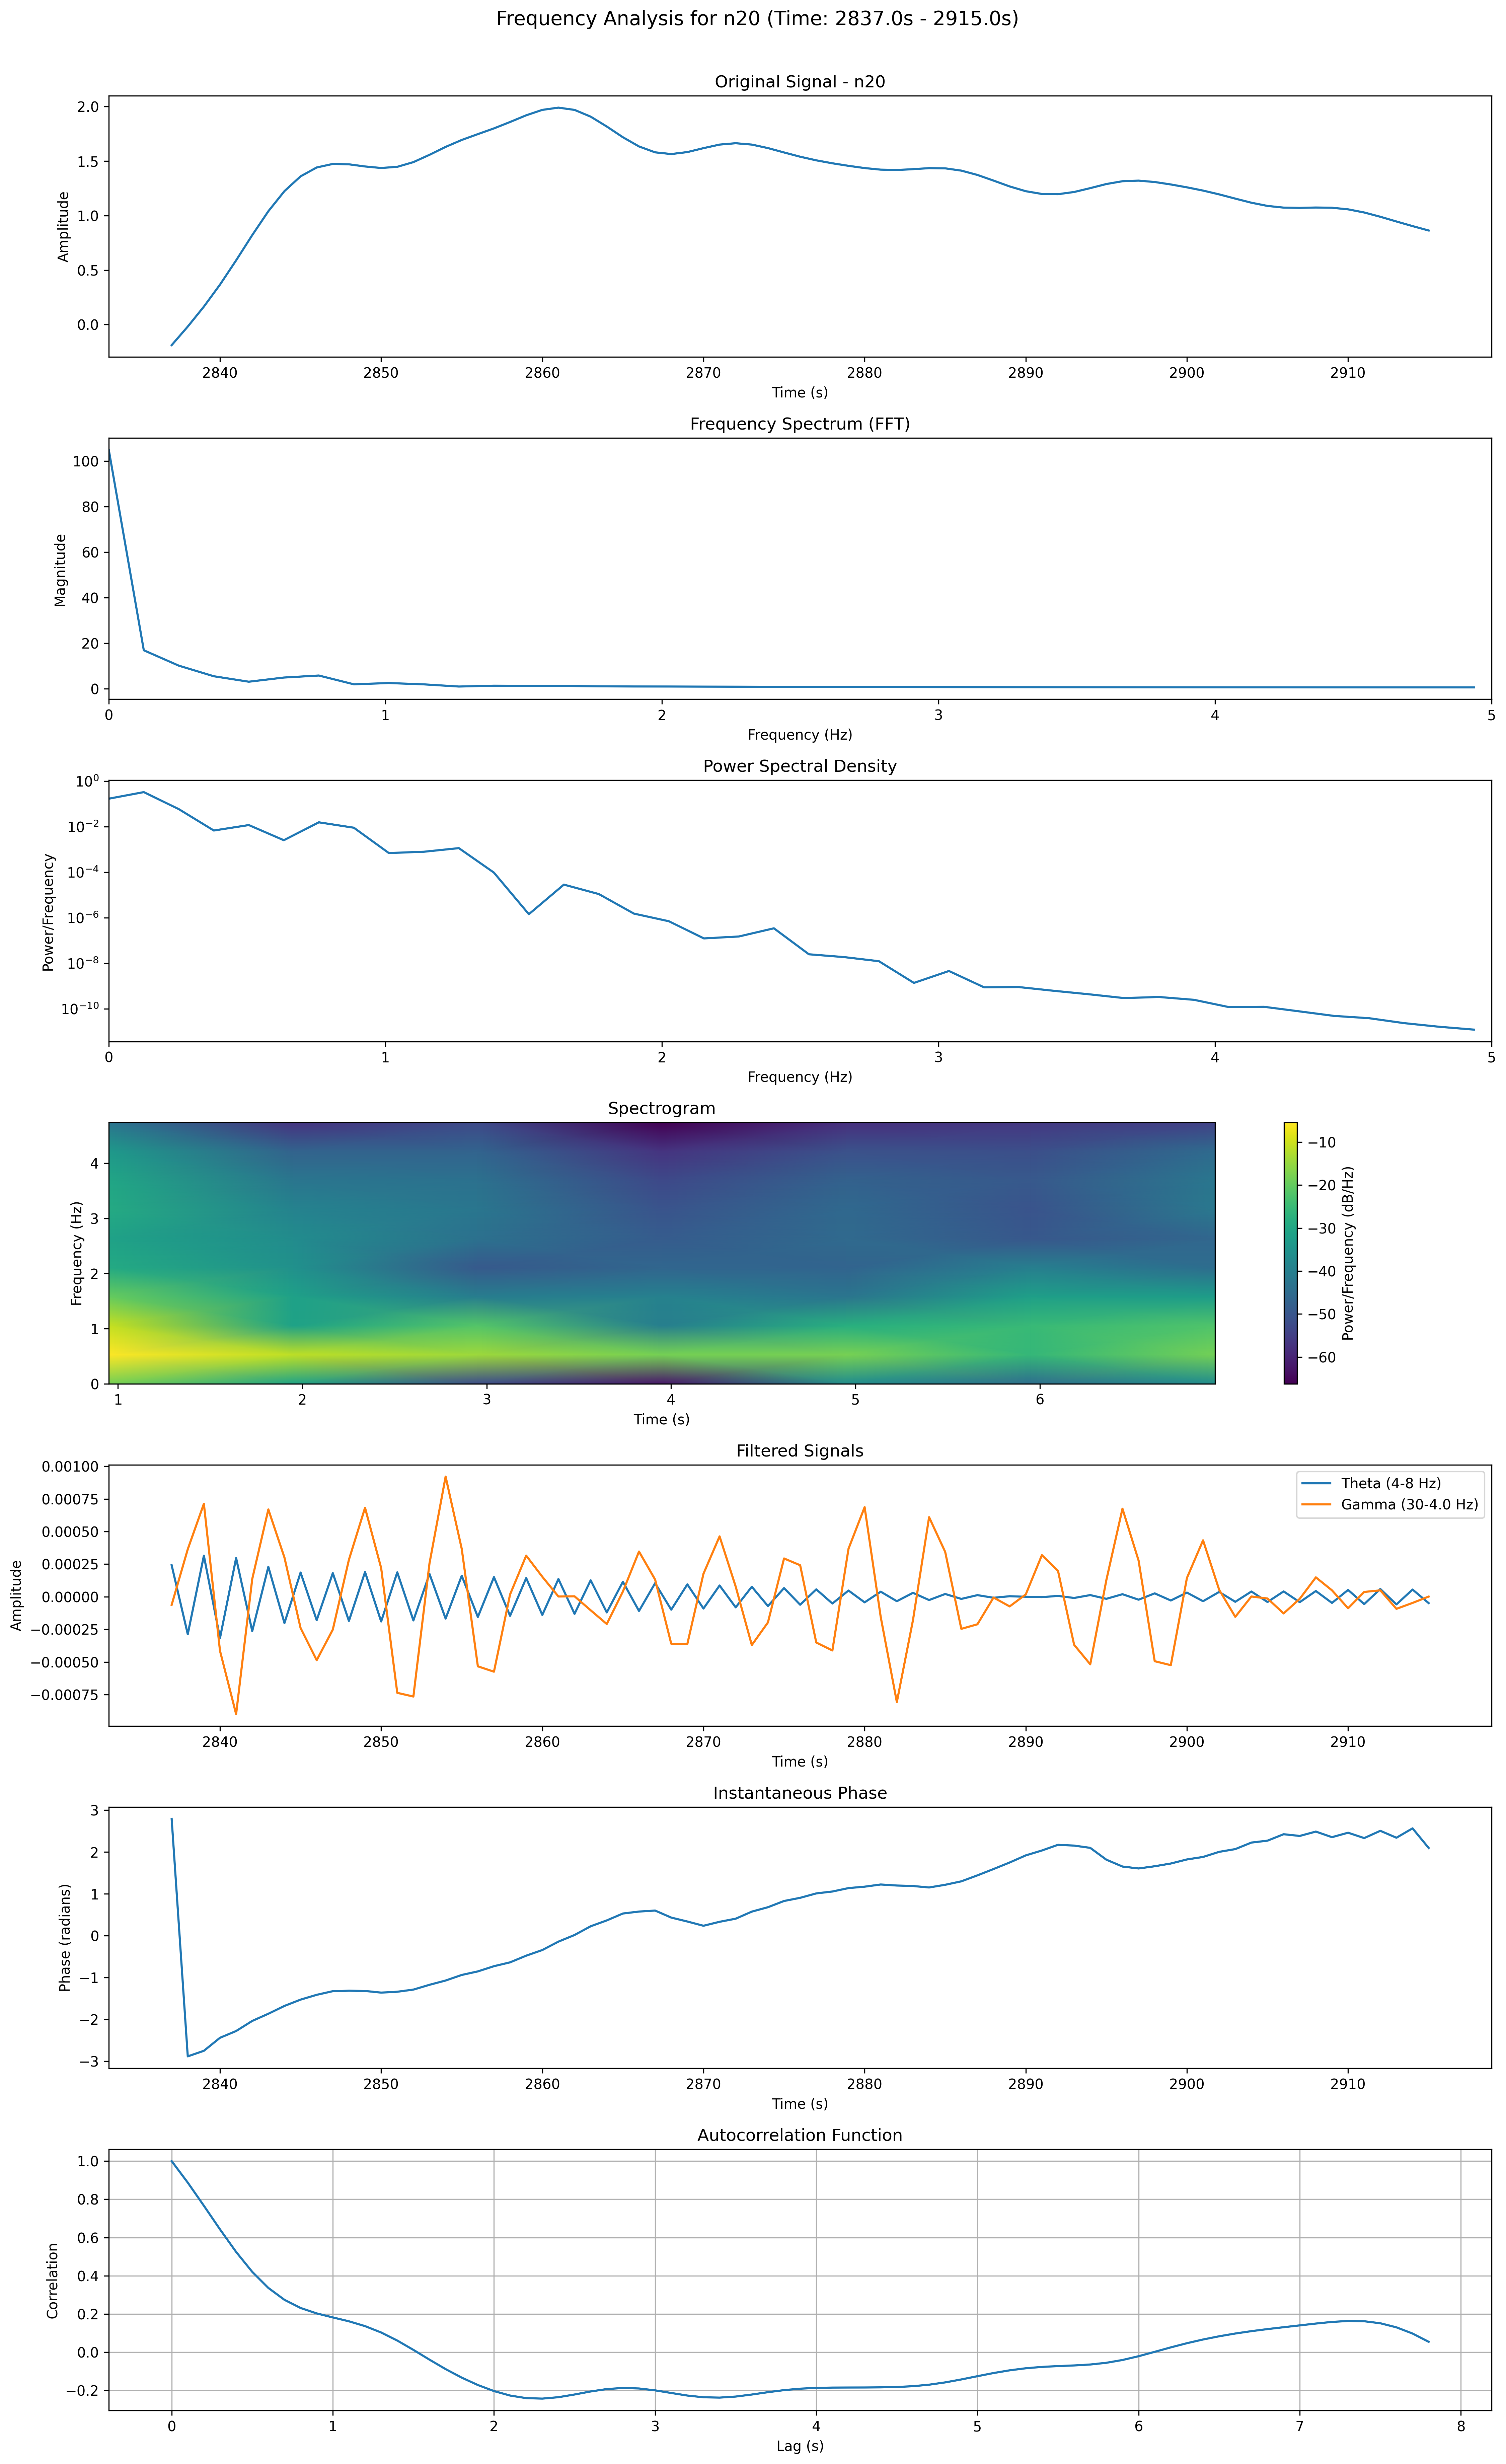 Frequency Analysis for n20 (Time: 2837.0s - 2915.0s)
Original Signal - n20
2.0
1.5
1.0
0.5
0.0
Amplitude
2840 2850 2860 2870 2880 2890 2900 2910
Time (s)
Frequency Spectrum (FFT)
100
80
60
40
20
0
Magnitude
0 1 2 3 4 5
Frequency (Hz)
Power Spectral Density
10⁰
10⁻²
10⁻⁴
10⁻⁶
10⁻⁸
10⁻¹⁰
Power/Frequency
0 1 2 3 4 5
Frequency (Hz)
Spectrogram
4
3
2
1
0
Frequency (Hz)
1 2 3 4 5 6
Time (s)
−10
−20
−30
−40
−50
−60
Power/Frequency (dB/Hz)
Filtered Signals
0.00100
0.00075
0.00050
0.00025
0.00000
−0.00025
−0.00050
−0.00075
Amplitude
Theta (4-8 Hz)
Gamma (30-4.0 Hz)
2840 2850 2860 2870 2880 2890 2900 2910
Time (s)
Instantaneous Phase
3
2
1
0
−1
−2
−3
Phase (radians)
2840 2850 2860 2870 2880 2890 2900 2910
Time (s)
Autocorrelation Function
1.0
0.8
0.6
0.4
0.2
0.0
−0.2
Correlation
0 1 2 3 4 5 6 7 8
Lag (s)